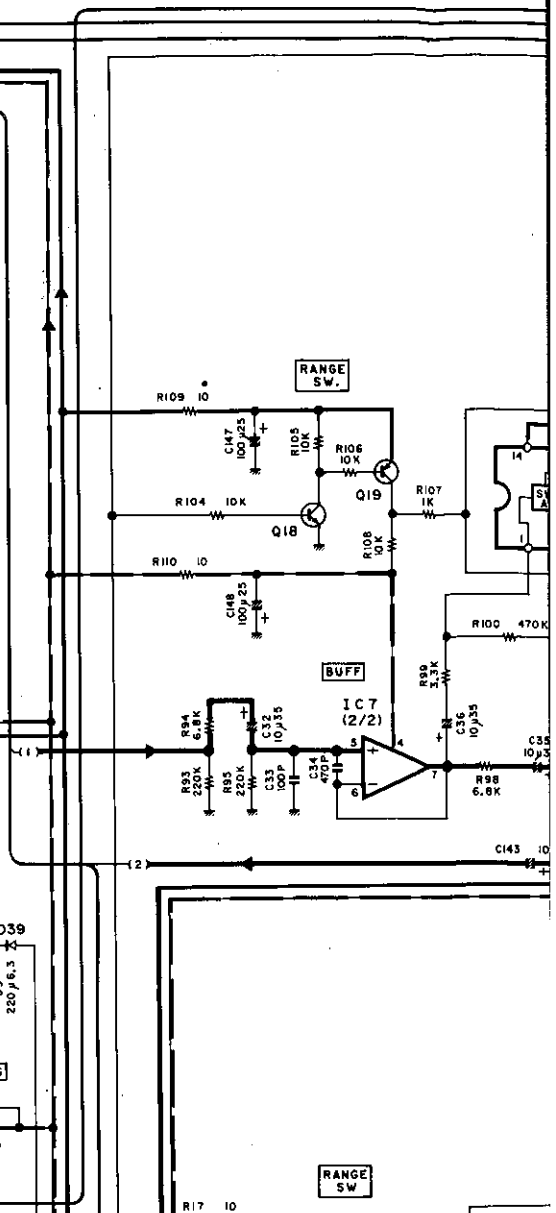 RANGE
SW.
R109 10
C147
100µ25
+
R105
10K
R106
10K
Q19
R107
1K
R104 10K
Q18
R108
10K
14
1
R110 10
C148
100µ25
+
R100 470K
BUFF
R99
3.3K
IC7
(2/2)
C36
10µ35
+
R94
6.8K
+
C32
10µ35
(1)
R93
220K
R95
220K
C33
100P
C34
470P
5
+
4
6
−
7
R98
6.8K
C35
(2)
C143 10
+
D39
220µ6.3
RANGE
SW
R17 10